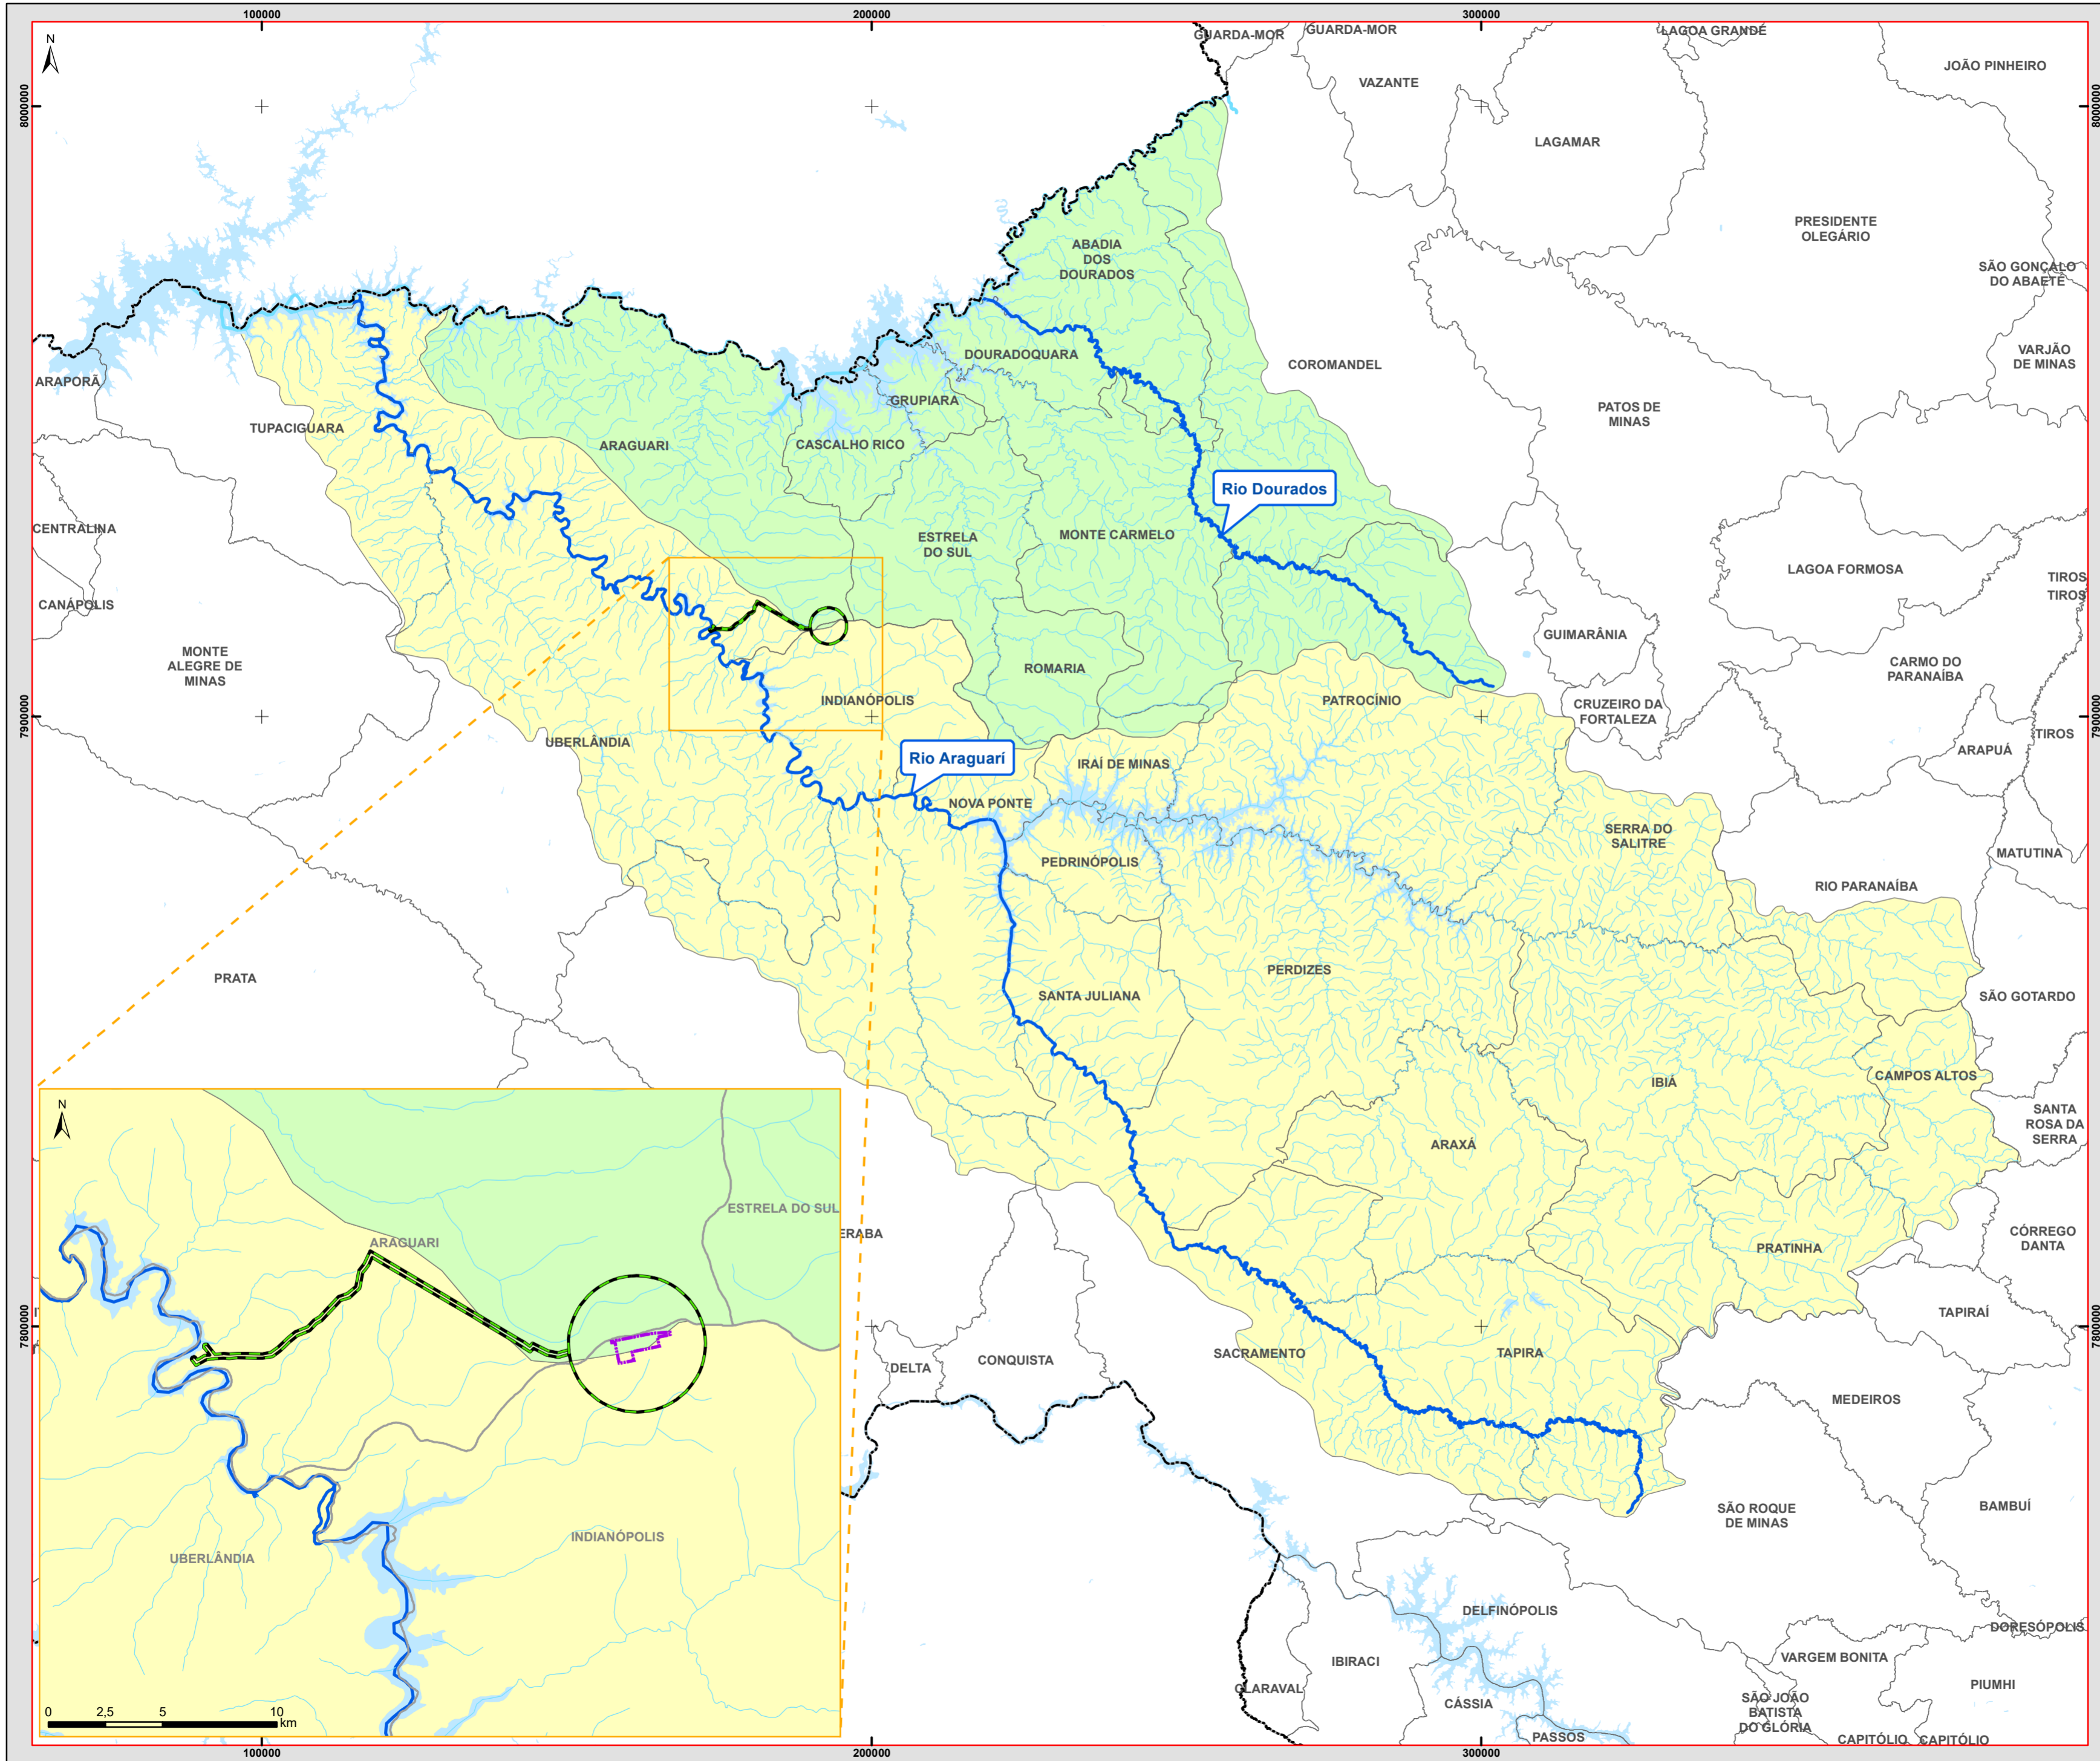 100000
200000
300000
N
GUARDA-MOR
GUARDA-MOR
LAGOA GRANDE
JOÃO PINHEIRO
VAZANTE
8000000
8000000
LAGAMAR
PRESIDENTE
OLEGÁRIO
ABADIA
DOS
DOURADOS
SÃO GONÇALO
DO ABAETÉ
DOURADOQUARA
COROMANDEL
VARJÃO
DE MINAS
ARAPORÃ
GRUPIARA
PATOS DE
MINAS
TUPACIGUARA
ARAGUARI
CASCALHO RICO
Rio Dourados
CENTRALINA
ESTRELA
DO SUL
MONTE CARMELO
LAGOA FORMOSA
TIROS
TIROS
CANÁPOLIS
GUIMARÂNIA
MONTE
ALEGRE DE
MINAS
ROMARIA
CARMO DO
PARANAÍBA
INDIANÓPOLIS
PATROCÍNIO
CRUZEIRO DA
FORTALEZA
7900000
7900000
TIROS
UBERLÂNDIA
ARAPUÁ
Rio Araguarí
IRAÍ DE MINAS
NOVA PONTE
SERRA DO
SALITRE
MATUTINA
PEDRINÓPOLIS
RIO PARANAÍBA
PRATA
PERDIZES
SANTA JULIANA
SÃO GOTARDO
IBIÁ
CAMPOS ALTOS
N
SANTA
ROSA DA
SERRA
ARAXÁ
ESTRELA DO SUL
ERABA
ARAGUARI
CÓRREGO
DANTA
PRATINHA
TAPIRAÍ
7800000
7800000
SACRAMENTO
TAPIRA
DELTA
CONQUISTA
MEDEIROS
BAMBUÍ
SÃO ROQUE
DE MINAS
INDIANÓPOLIS
UBERLÂNDIA
DELFINÓPOLIS
DORESÓPOLIS
IBIRACI
VARGEM BONITA
PIUMHI
CLARAVAL
CÁSSIA
SÃO JOÃO
BATISTA
DO GLÓRIA
0 2,5 5 10
km
PASSOS
CAPITÓLIO
CAPITÓLIO
100000
200000
300000